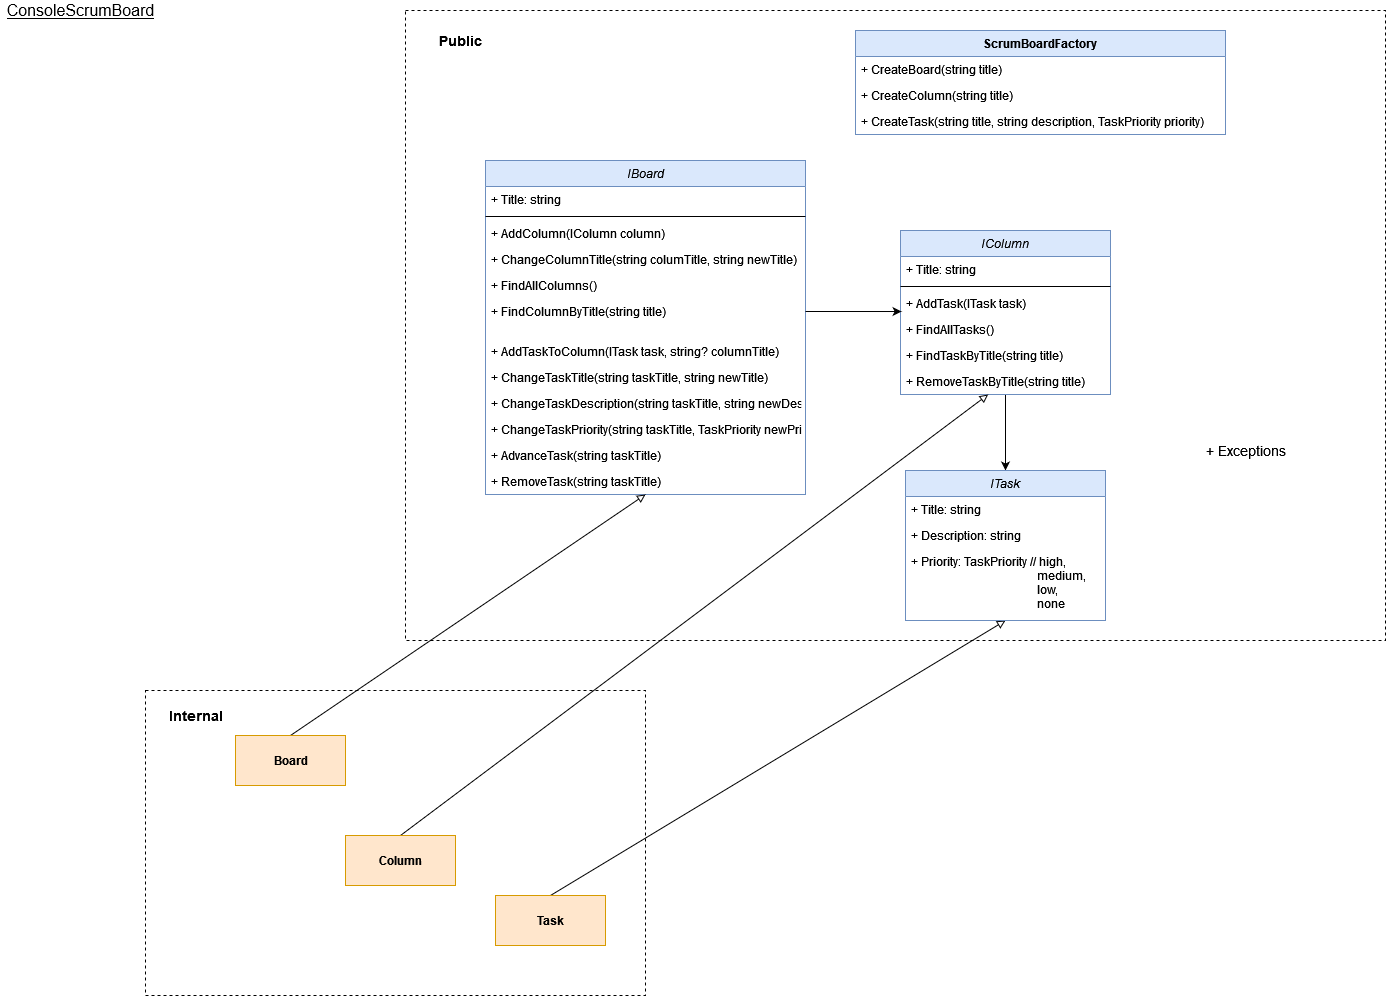 ConsoleScrumBoard
Public
ScrumBoardFactory
+ CreateBoard(string title)
+ CreateColumn(string title)
+ CreateTask(string title, string description, TaskPriority priority)
IBoard
+ Title: string
+ AddColumn(IColumn column)
+ ChangeColumnTitle(string columTitle, string newTitle)
+ FindAllColumns()
+ FindColumnByTitle(string title)
+ AddTaskToColumn(ITask task, string? columnTitle)
+ ChangeTaskTitle(string taskTitle, string newTitle)
+ ChangeTaskDescription(string taskTitle, string newDes
+ ChangeTaskPriority(string taskTitle, TaskPriority newPri
+ AdvanceTask(string taskTitle)
+ RemoveTask(string taskTitle)
IColumn
+ Title: string
+ AddTask(ITask task)
+ FindAllTasks()
+ FindTaskByTitle(string title)
+ RemoveTaskByTitle(string title)
+ Exceptions
ITask
+ Title: string
+ Description: string
+ Priority: TaskPriority // high,
medium,
low,
none
Internal
Board
Column
Task